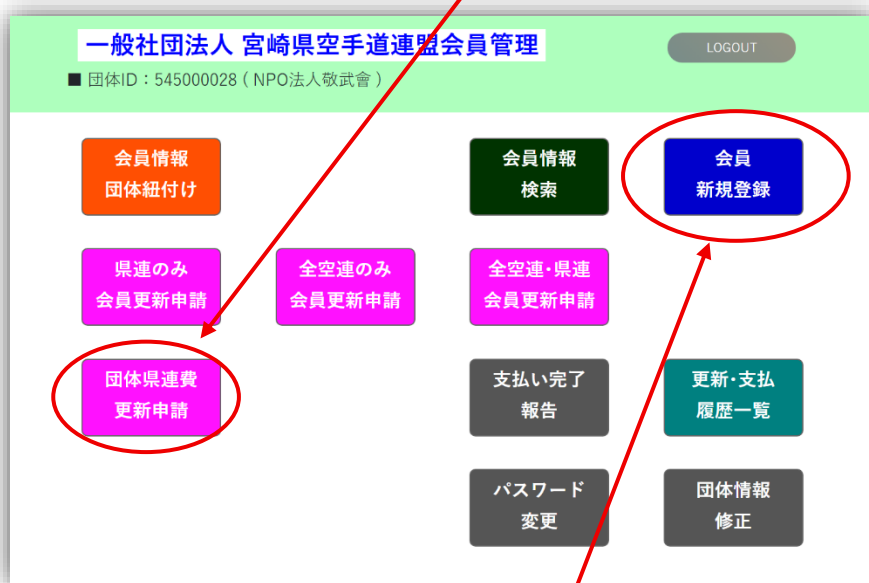 一般社団法人 宮崎県空手道連盟会員管理
LOGOUT
■ 団体ID：545000028 ( NPO法人敬武會 )
会員情報
団体紐付け
会員情報
検索
会員
新規登録
県連のみ
会員更新申請
全空連のみ
会員更新申請
全空連･県連
会員更新申請
団体県連費
更新申請
支払い完了
報告
更新･支払
履歴一覧
パスワード
変更
団体情報
修正